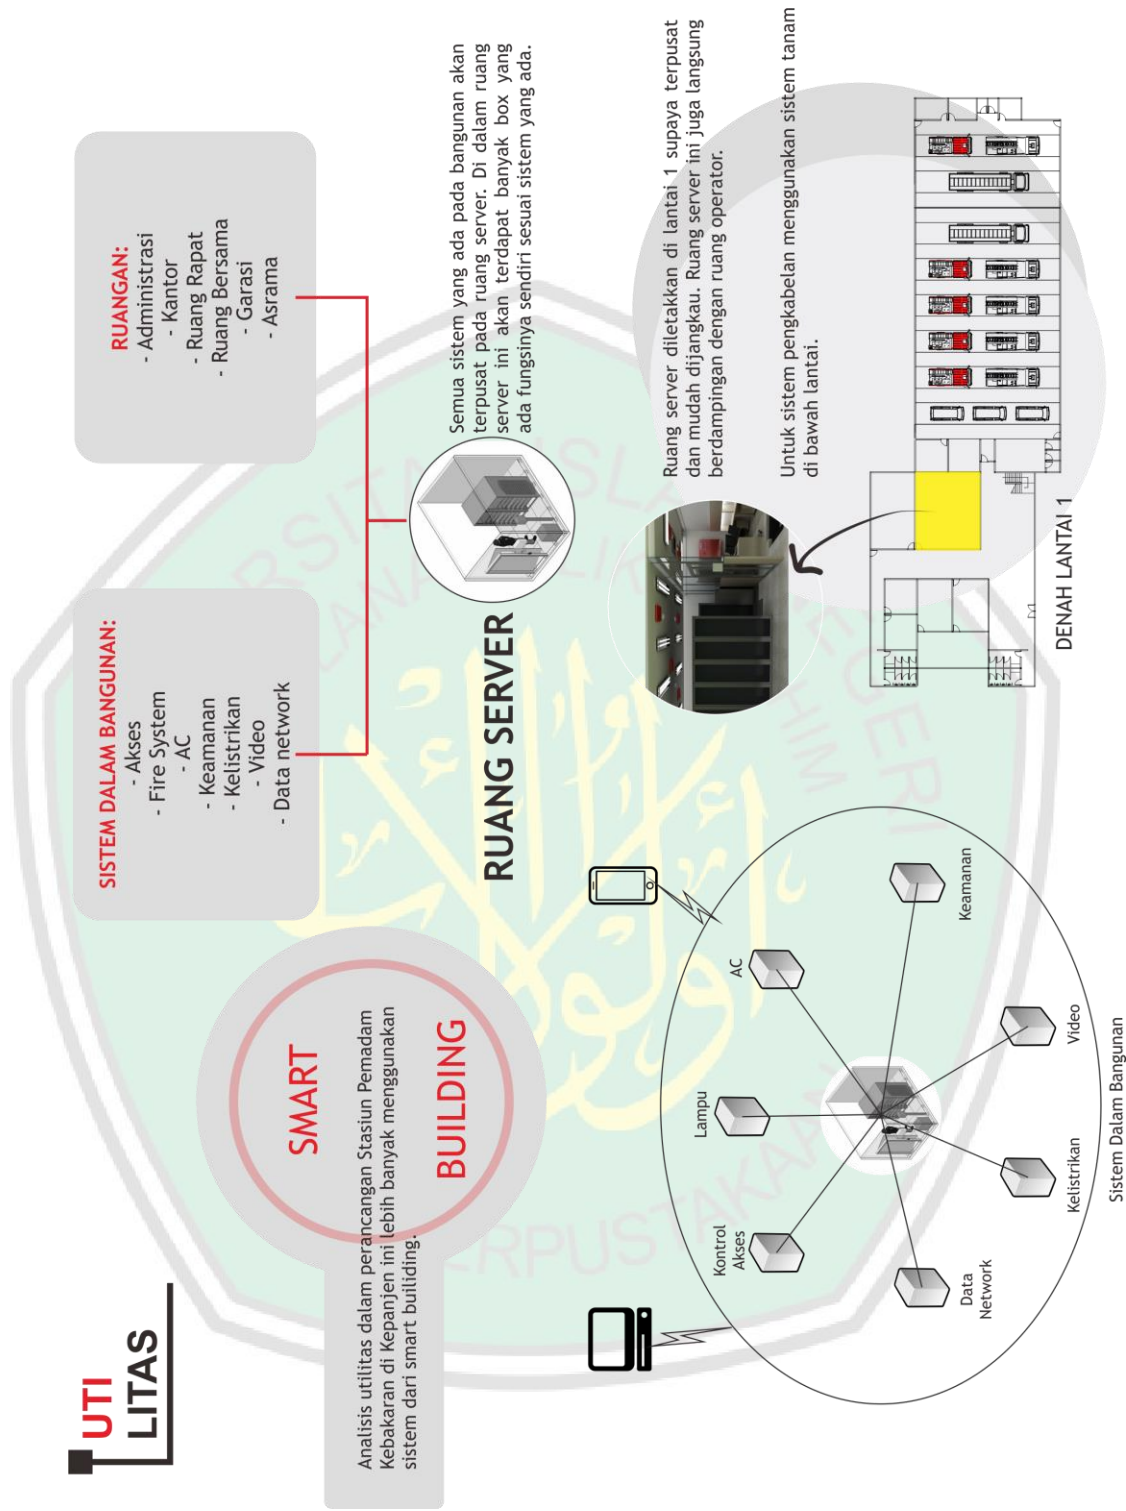 UTI
LITAS
SMART
BUILDING
Analisis utilitas dalam perancangan Stasiun Pemadam
Kebakaran di Kepanjen ini lebih banyak menggunakan
sistem dari smart builiding.
SISTEM DALAM BANGUNAN:
- Akses
- Fire System
- AC
- Keamanan
- Kelistrikan
- Video
- Data network
RUANGAN:
- Administrasi
- Kantor
- Ruang Rapat
- Ruang Bersama
- Garasi
- Asrama
RUANG SERVER
Semua sistem yang ada pada bangunan akan
terpusat pada ruang server. Di dalam ruang
server ini akan terdapat banyak box yang
ada fungsinya sendiri sesuai sistem yang ada.
Kontrol
Akses
Lampu
AC
Keamanan
Data
Network
Kelistrikan
Video
Sistem Dalam Bangunan
Ruang server diletakkan di lantai 1 supaya terpusat
dan mudah dijangkau. Ruang server ini juga langsung
berdampingan dengan ruang operator.
Untuk sistem pengkabelan menggunakan sistem tanam
di bawah lantai.
DENAH LANTAI 1